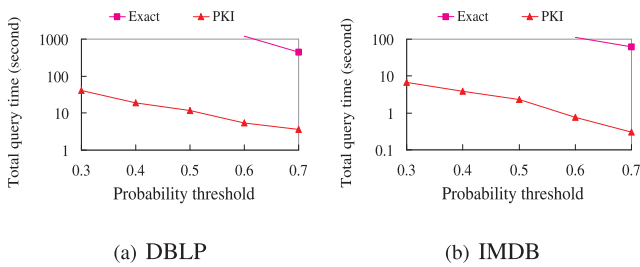 Exact PKI
Total query time (second)
1000
100
10
1
0.3 0.4 0.5 0.6 0.7
Probability threshold
(a) DBLP
Exact PKI
Total query time (second)
100
10
1
0.1
0.3 0.4 0.5 0.6 0.7
Probability threshold
(b) IMDB